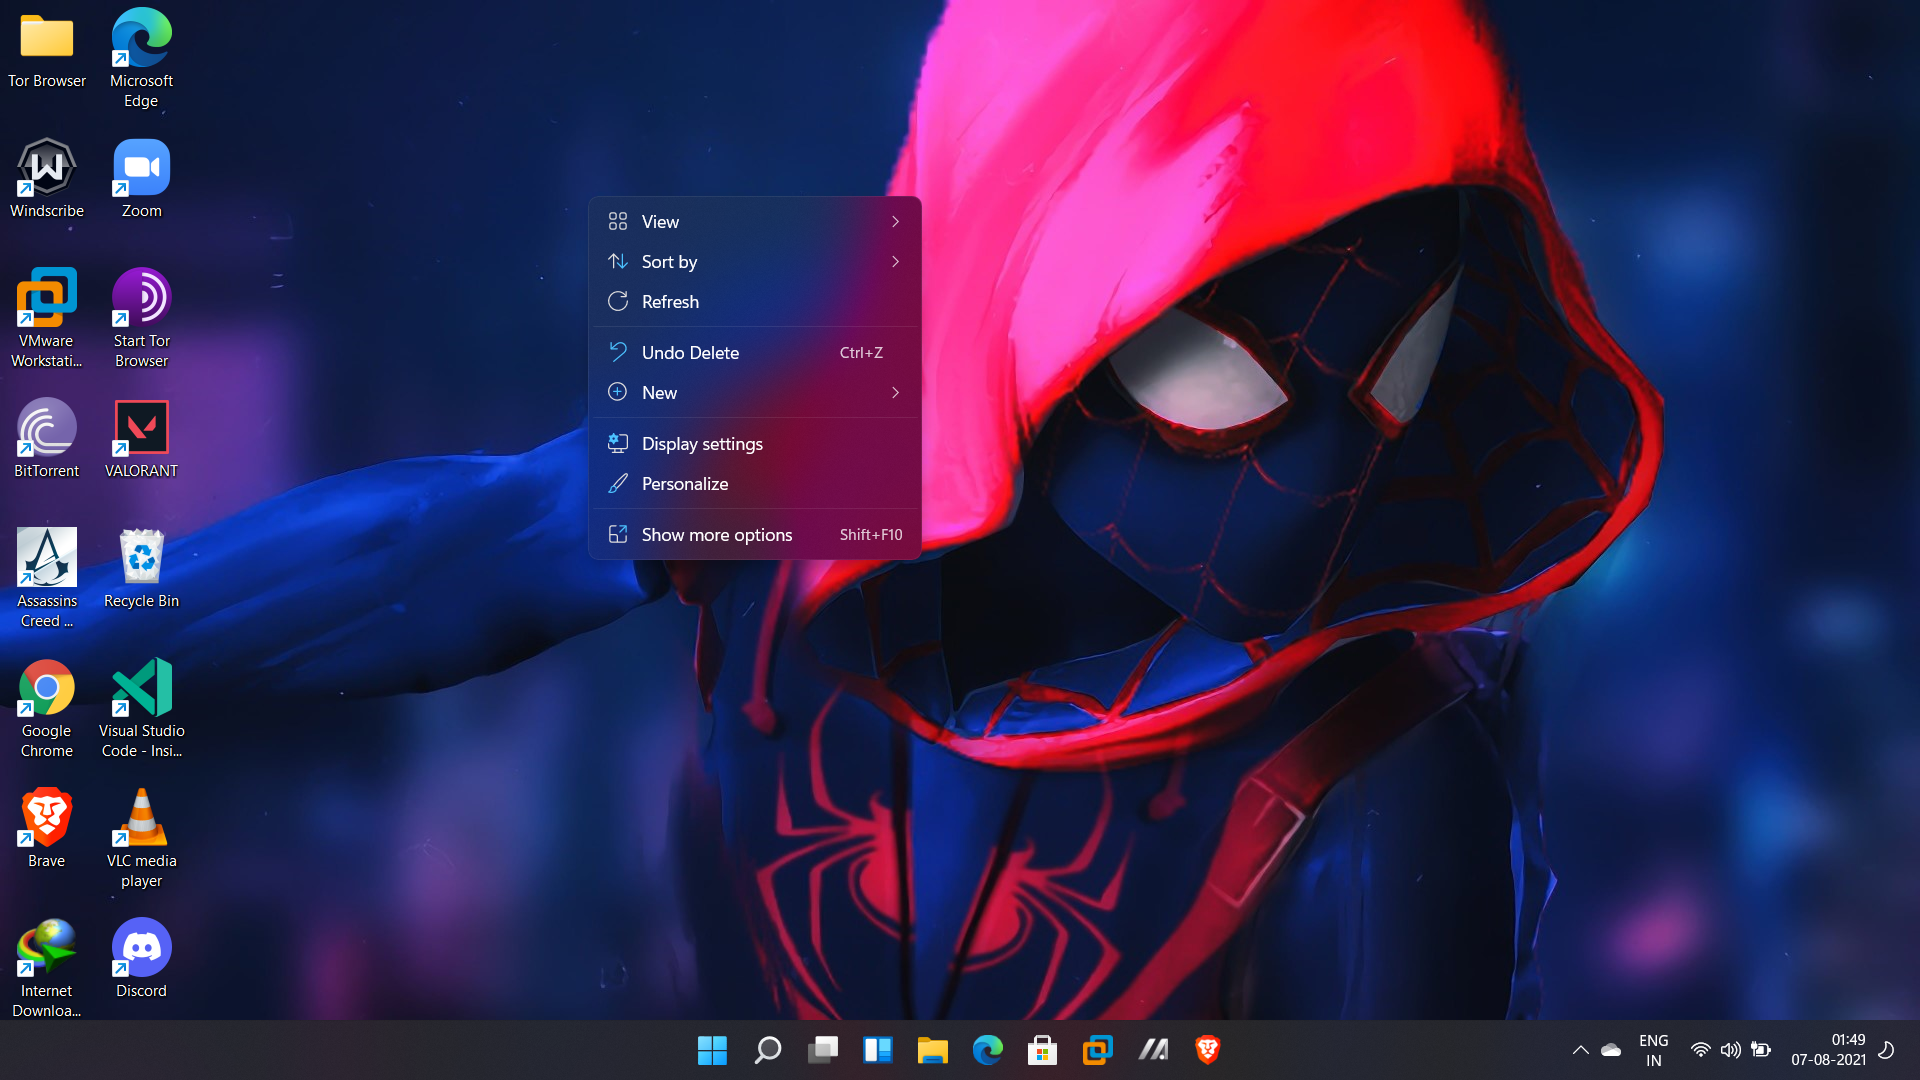 Tor Browser
Microsoft
Edge
Windscribe
Zoom
VMware
Workstati...
Start Tor
Browser
BitTorrent
VALORANT
Assassins
Creed ...
Recycle Bin
Google
Chrome
Visual Studio
Code - Insi...
Brave
VLC media
player
Internet
Downloa...
Discord
View
Sort by
Refresh
Undo Delete Ctrl+Z
New
Display settings
Personalize
Show more options Shift+F10
ENG
IN
01:49
07-08-2021